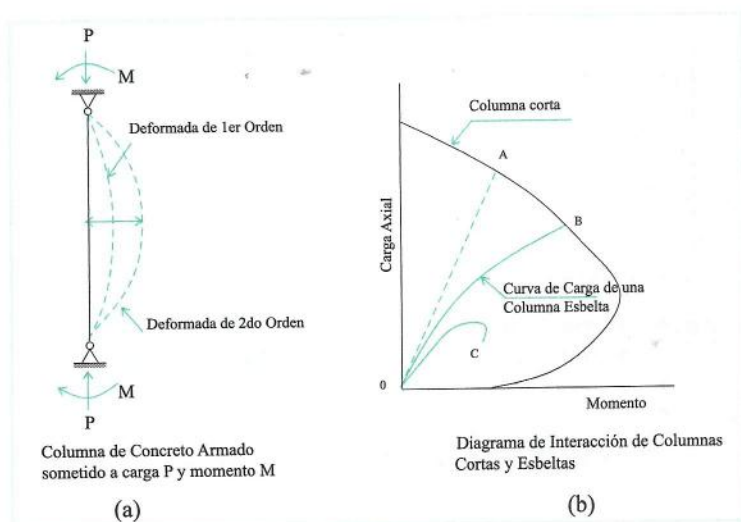 P
M
Deformada de 1er Orden
Deformada de 2do Orden
M
P
Columna de Concreto Armado
sometido a carga P y momento M
(a)
Columna corta
A
B
Carga Axial
Curva de Carga de una
Columna Esbelta
C
0
Momento
Diagrama de Interacción de Columnas
Cortas y Esbeltas
(b)